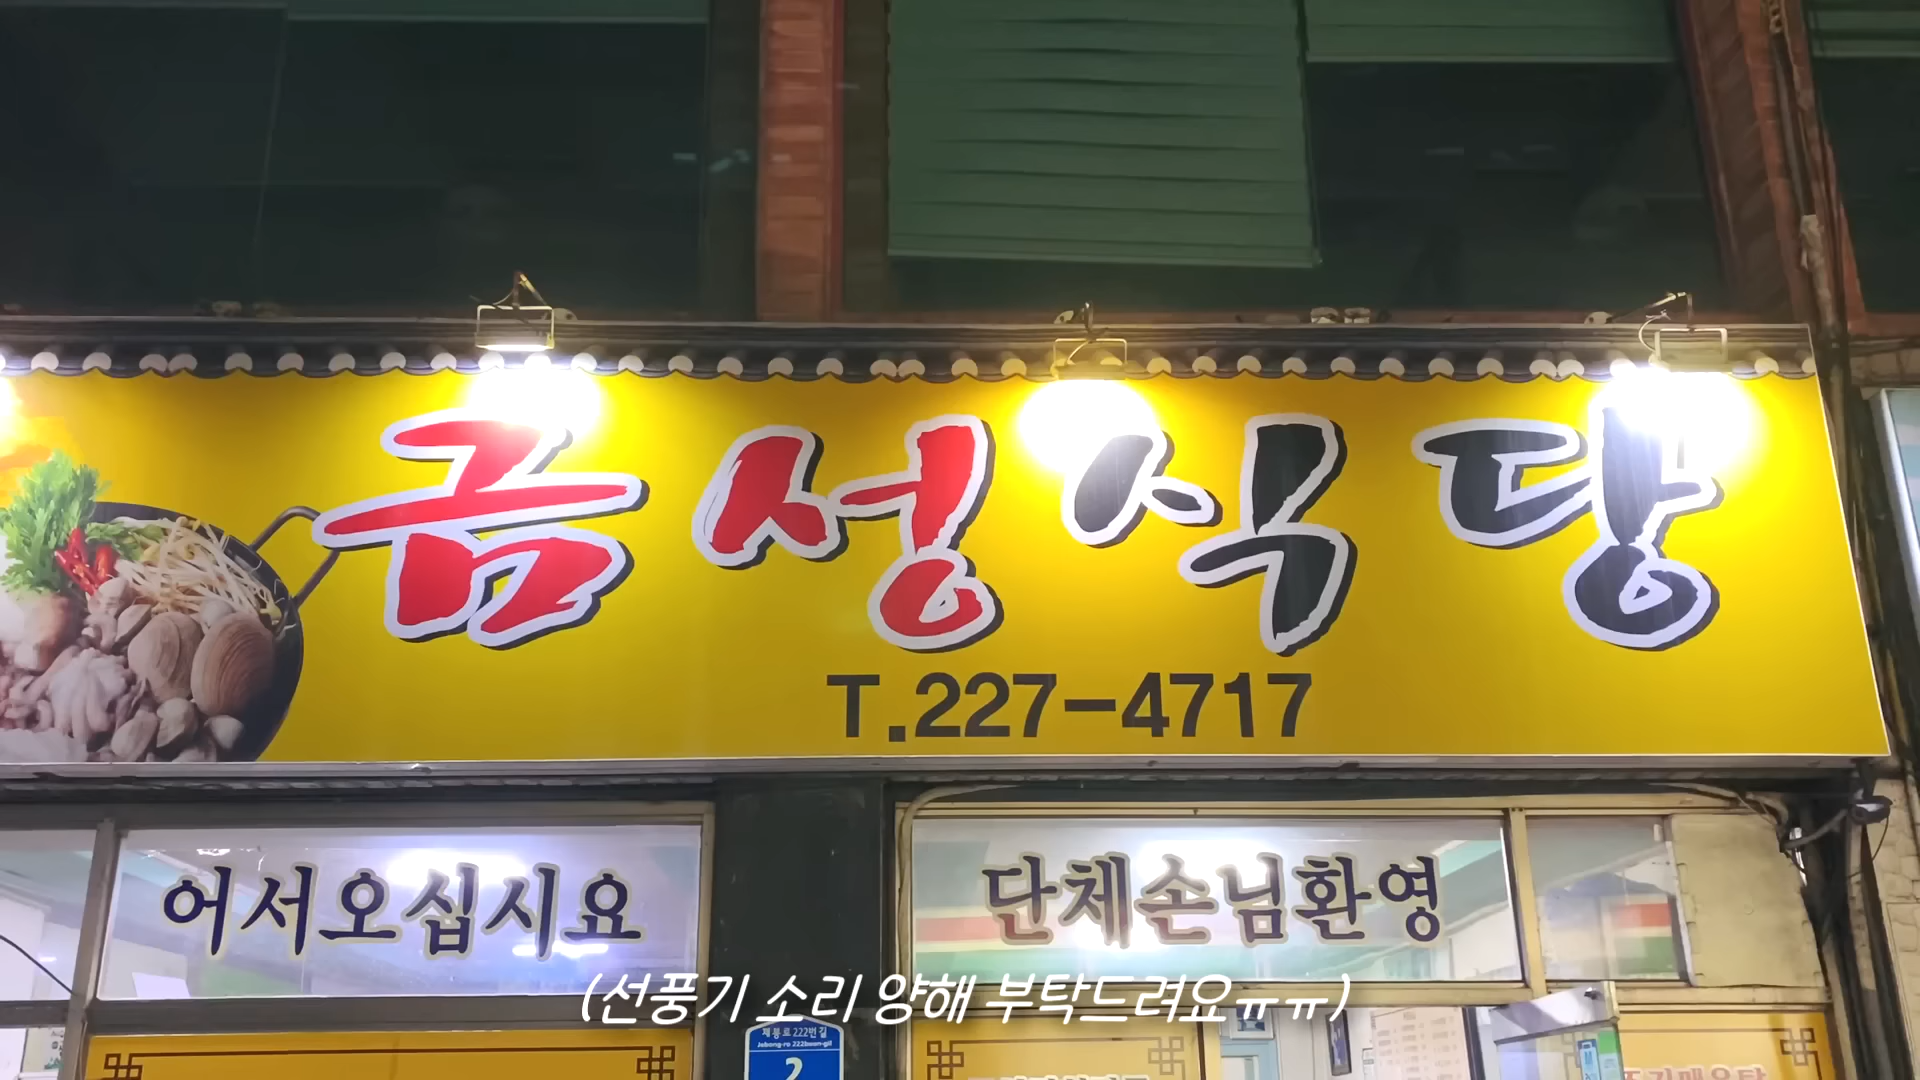 금성식당
T.227-4717
어서오십시요
단체손님환영
(선풍기 소리 양해 부탁드려요ㅠㅠ)
제봉로222번길
Jebong-ro 222beon-gil
2